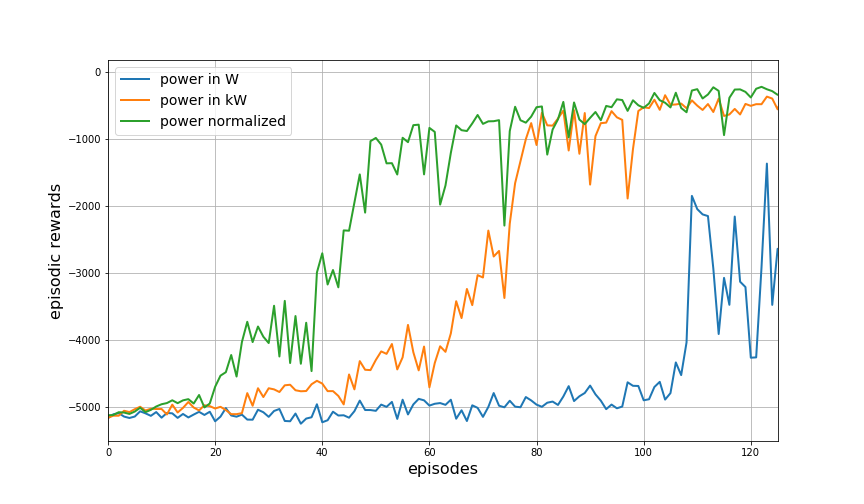 power in W
power in kW
power normalized
0
−1000
−2000
−3000
−4000
−5000
episodic rewards
0 20 40 60 80 100 120
episodes